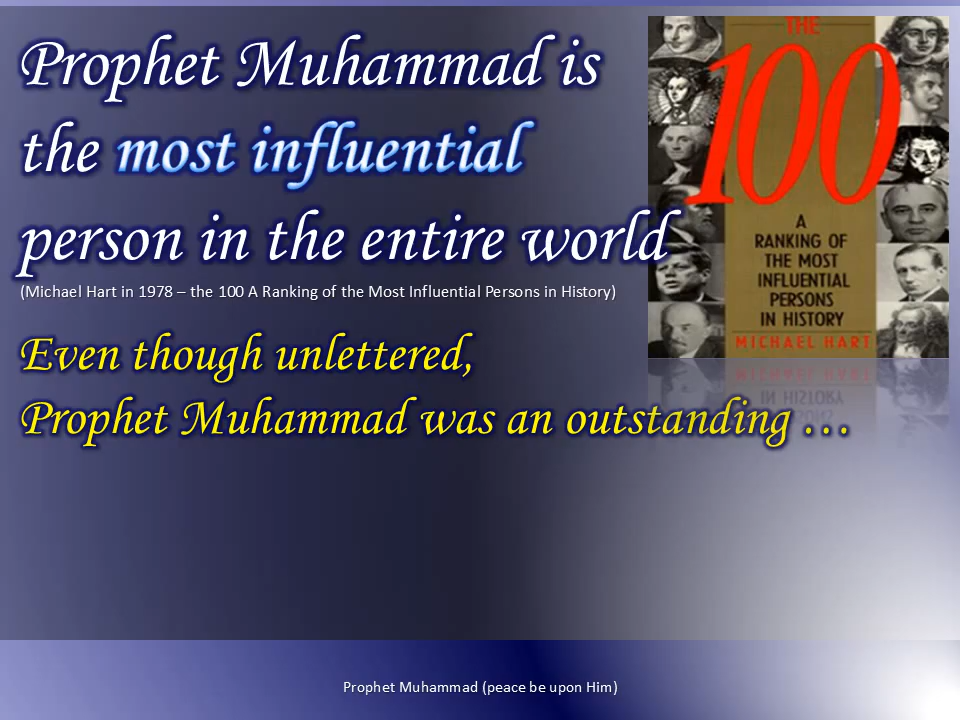 Prophet Muhammad is
the most influential
person in the entire world
(Michael Hart in 1978 – the 100 A Ranking of the Most Influential Persons in History)
THE
100
A
RANKING OF
THE MOST
INFLUENTIAL
PERSONS
IN HISTORY
MICHAEL HART
Even though unlettered,
Prophet Muhammad was an outstanding …
Prophet Muhammad (peace be upon Him)